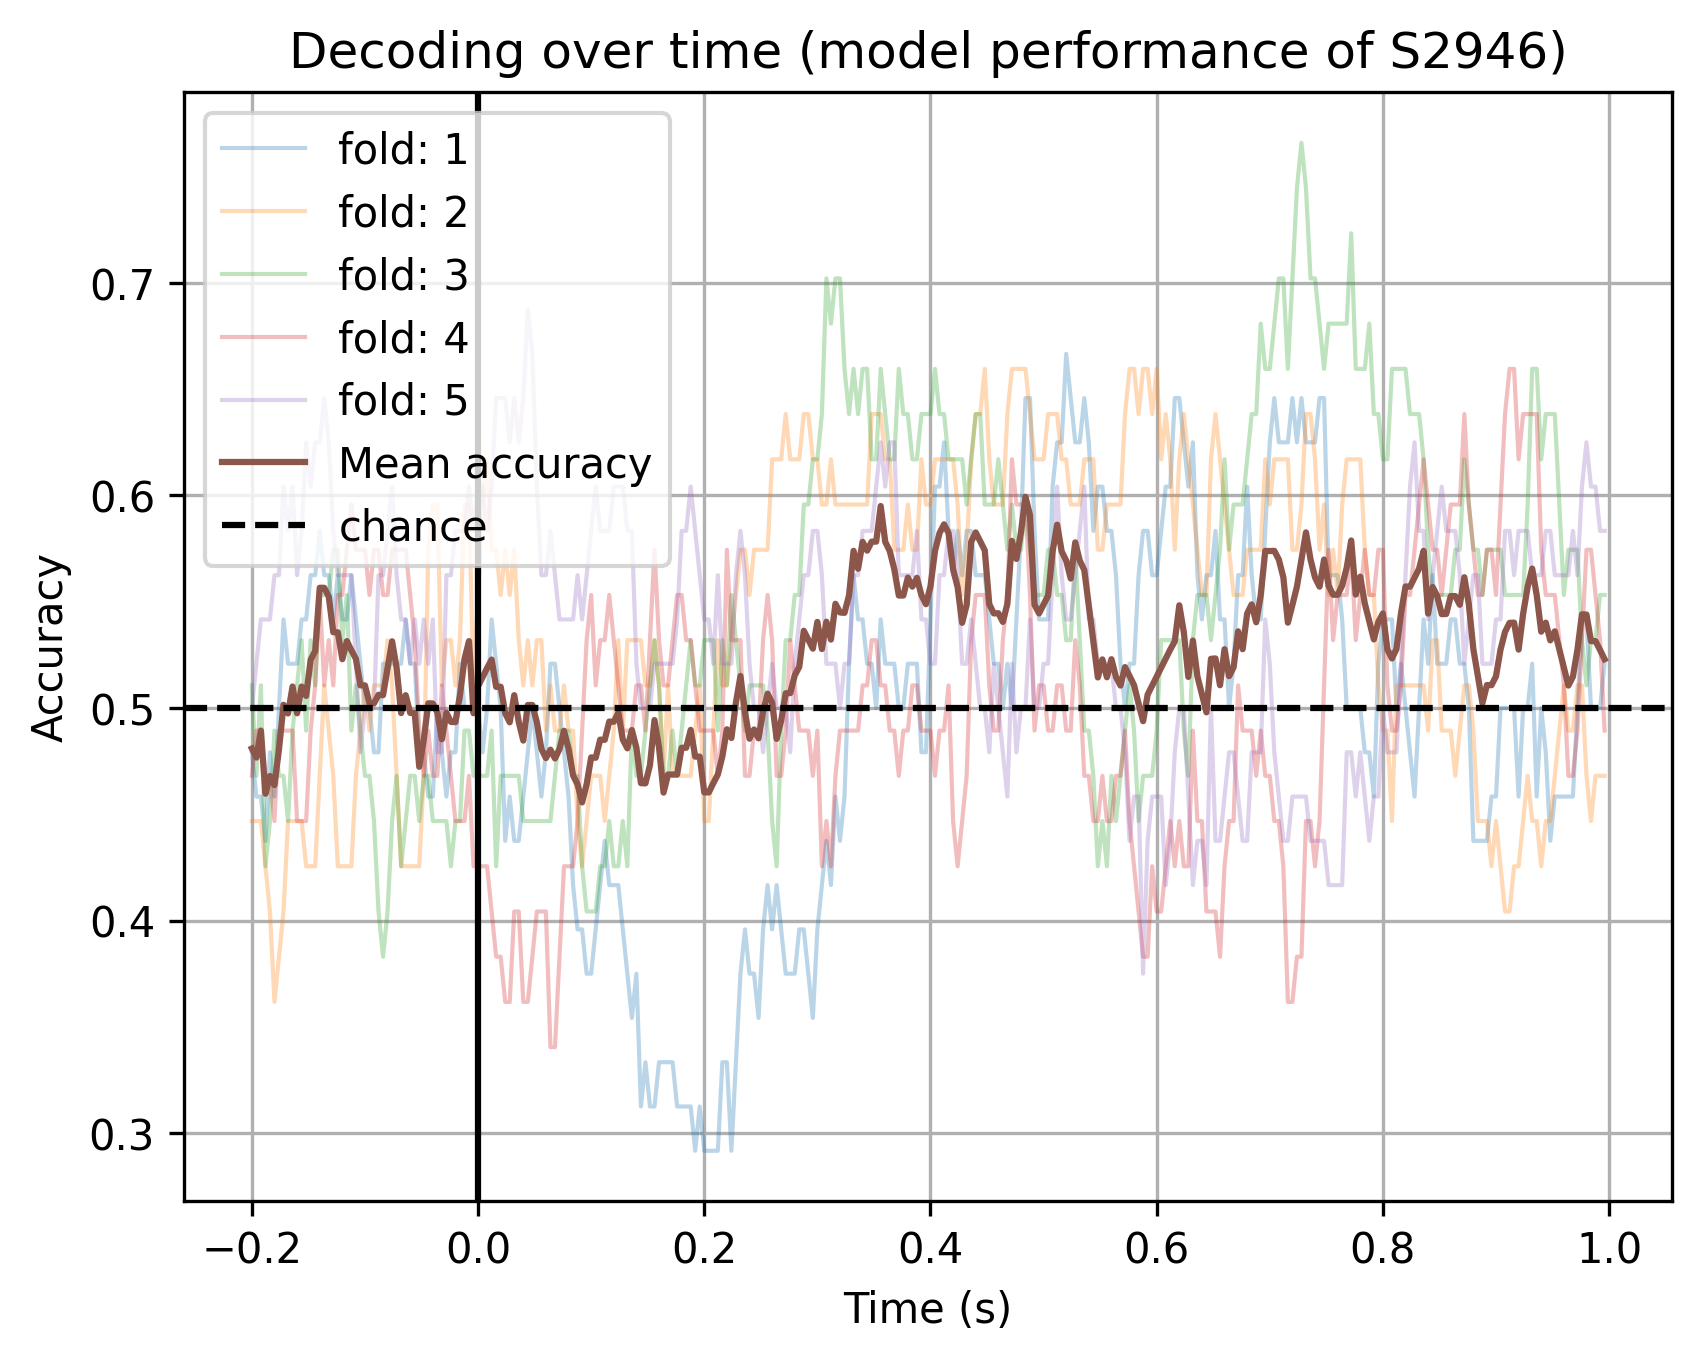 Decoding over time (model performance of S2946)
fold: 1
fold: 2
fold: 3
fold: 4
fold: 5
Mean accuracy
chance
Accuracy
0.7
0.6
0.5
0.4
0.3
−0.2 0.0 0.2 0.4 0.6 0.8 1.0
Time (s)